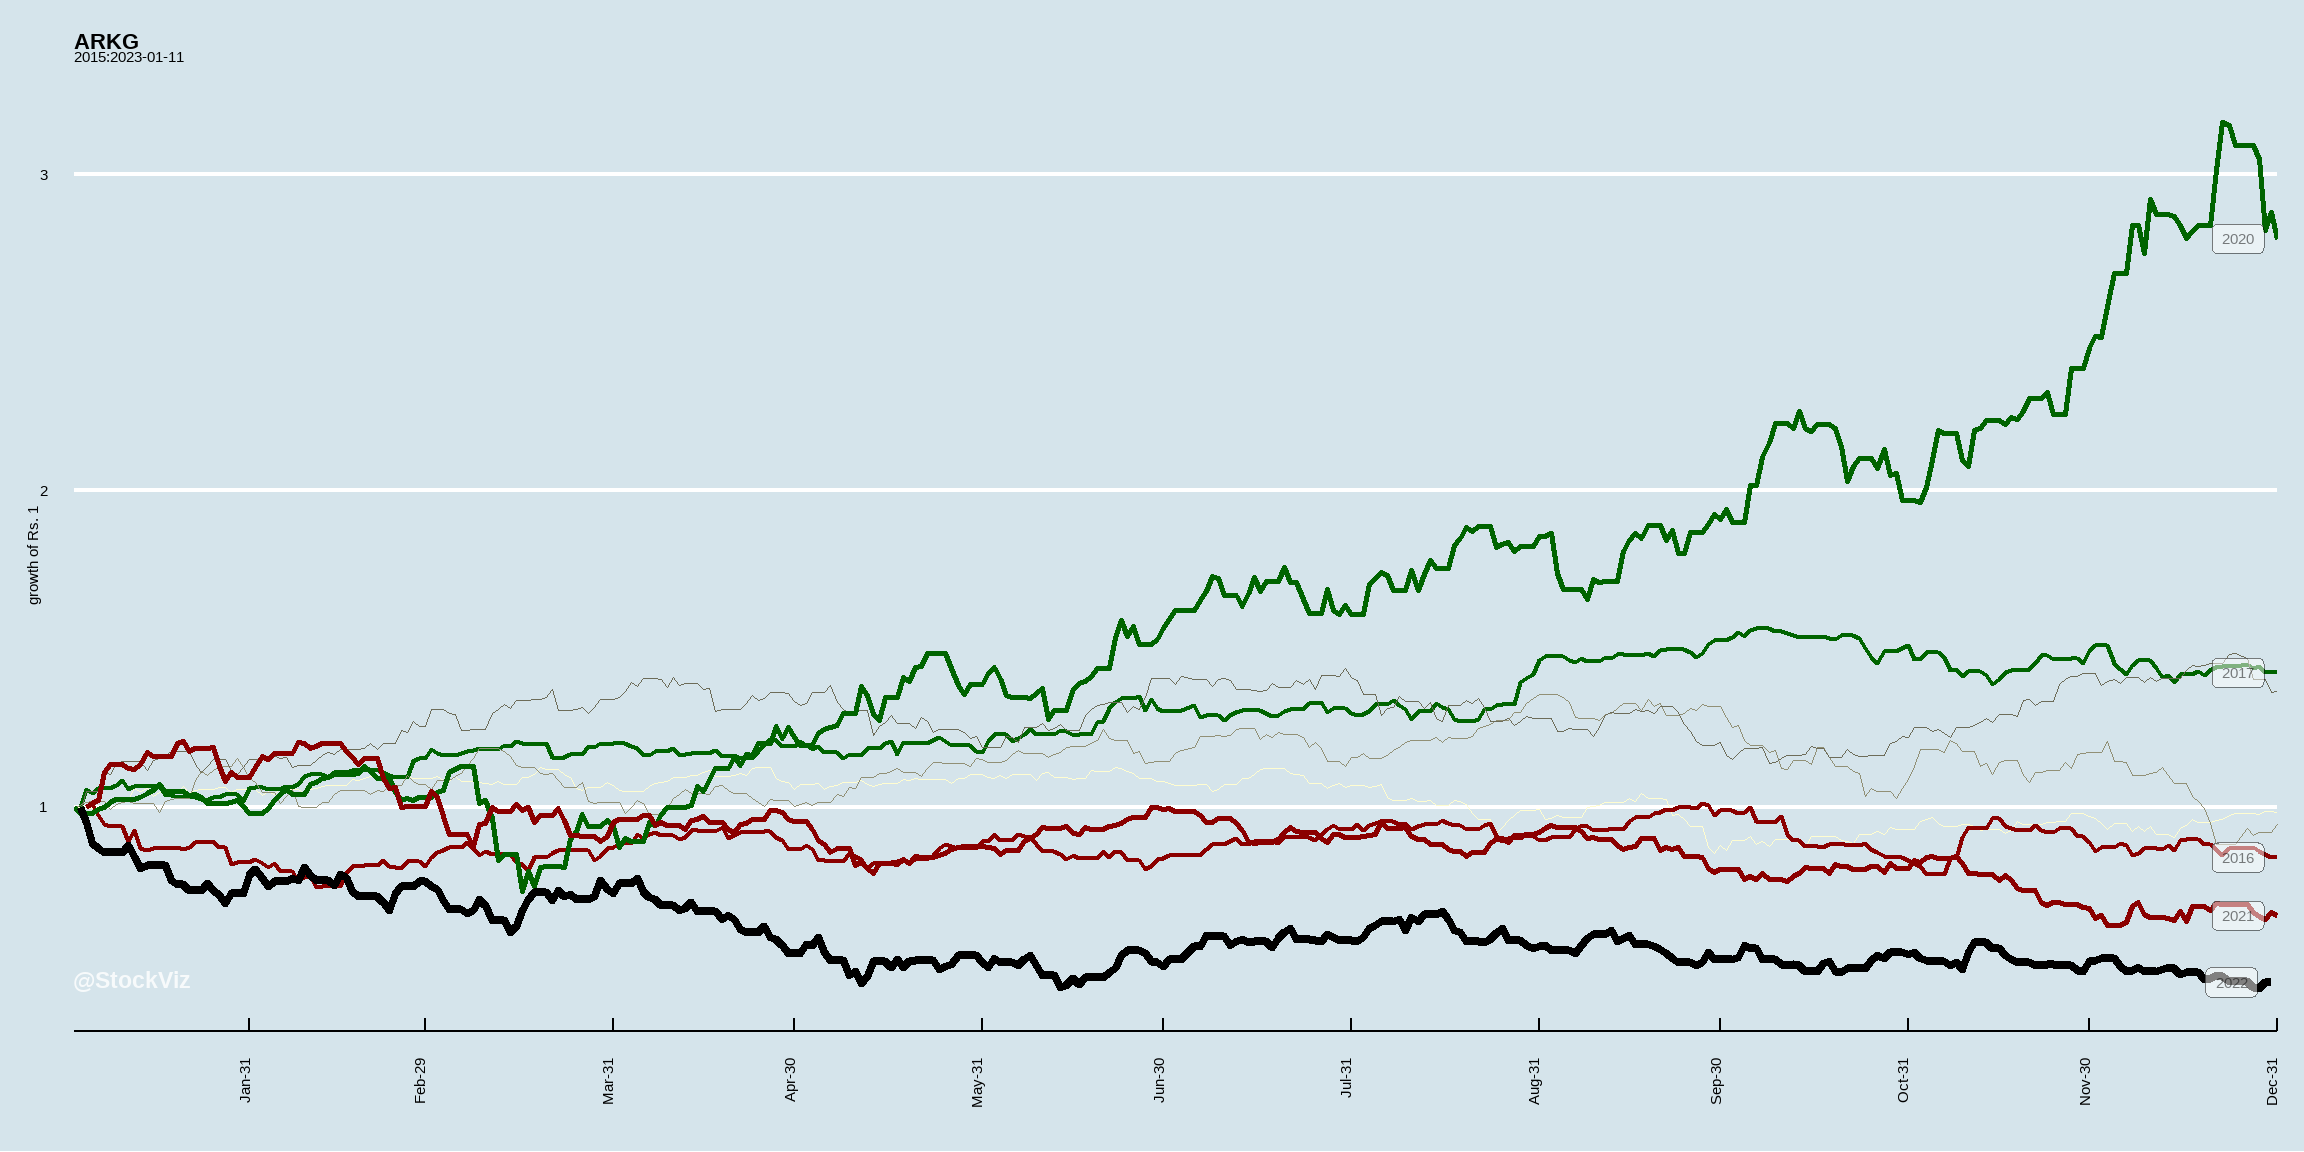 ARKG
2015:2023-01-11
3
2
1
growth of Rs. 1
2020
2017
2016
2021
2022
@StockViz
Jan-31
Feb-29
Mar-31
Apr-30
May-31
Jun-30
Jul-31
Aug-31
Sep-30
Oct-31
Nov-30
Dec-31